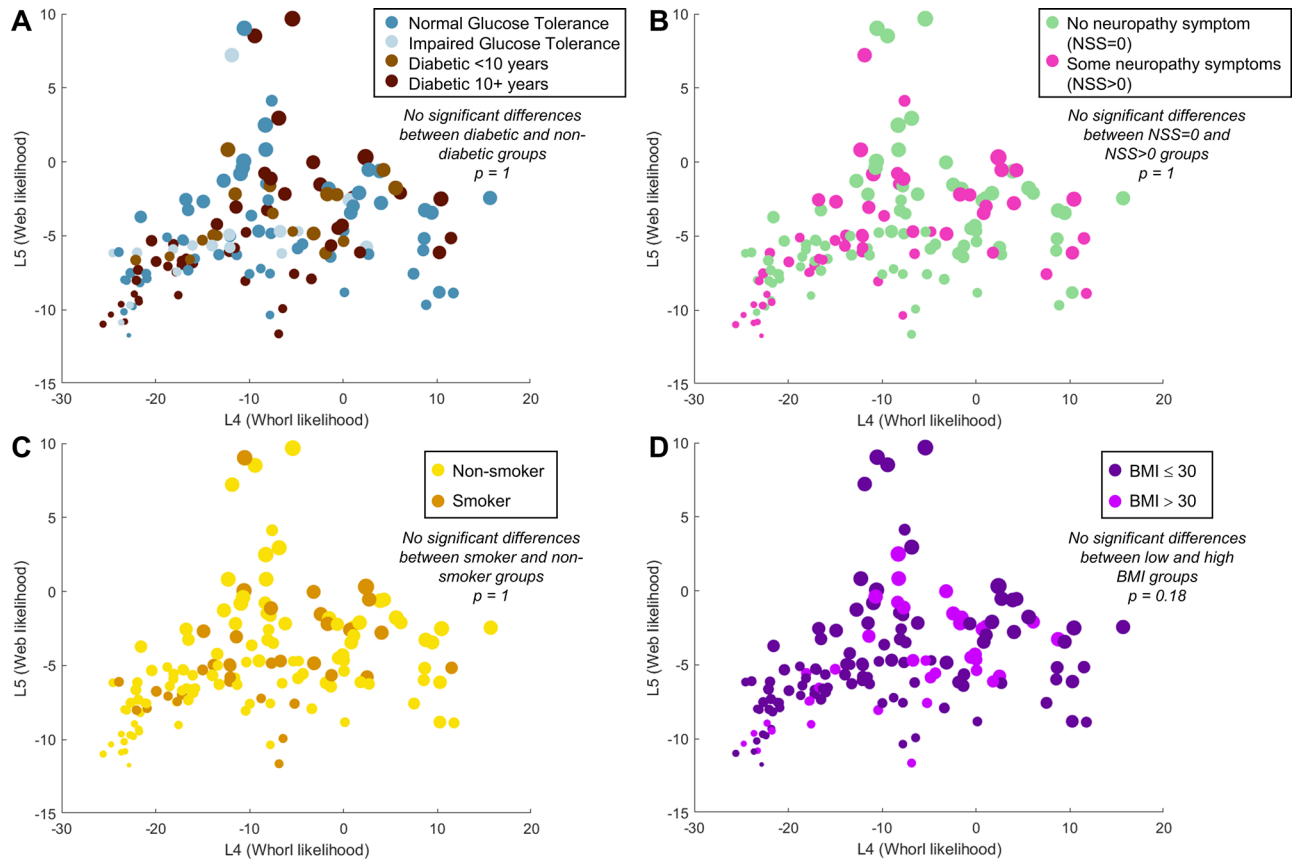 A
10
5
0
-5
-10
-15
-30
-20
-10
0
10
20
L5 (Web likelihood)
L4 (Whorl likelihood)
Normal Glucose Tolerance
Impaired Glucose Tolerance
Diabetic <10 years
Diabetic 10+ years
No significant differences
between diabetic and non-
diabetic groups
p = 1
B
10
5
0
-5
-10
-15
-30
-20
-10
0
10
20
L5 (Web likelihood)
L4 (Whorl likelihood)
No neuropathy symptom
(NSS=0)
Some neuropathy symptoms
(NSS>0)
No significant differences
between NSS=0 and
NSS>0 groups
p = 1
C
10
5
0
-5
-10
-15
-30
-20
-10
0
10
20
L5 (Web likelihood)
L4 (Whorl likelihood)
Non-smoker
Smoker
No significant differences
between smoker and non-
smoker groups
p = 1
D
10
5
0
-5
-10
-15
-30
-20
-10
0
10
20
L5 (Web likelihood)
L4 (Whorl likelihood)
BMI ≤ 30
BMI > 30
No significant differences
between low and high
BMI groups
p = 0.18